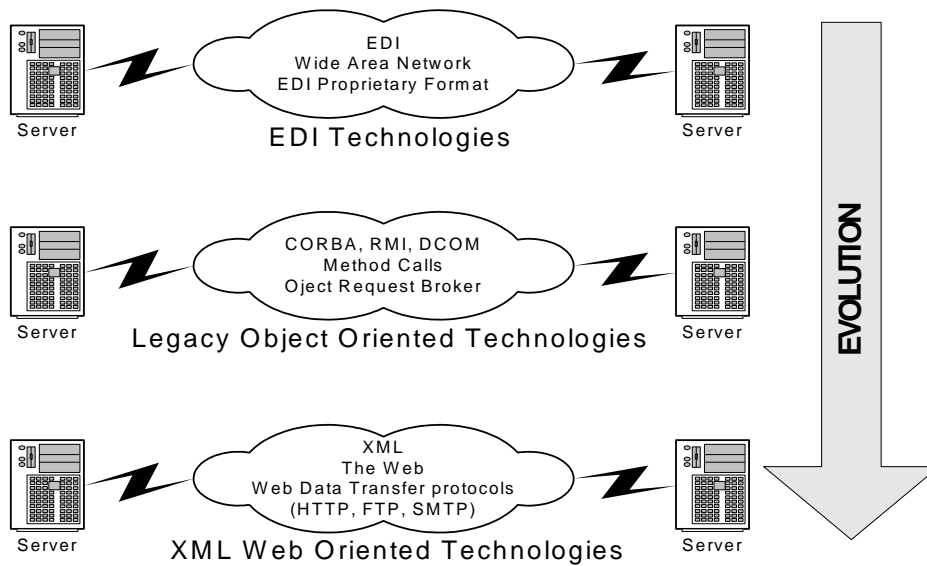 EDI
Wide Area Network
EDI Proprietary Format
Server
Server
EDI Technologies
CORBA, RMI, DCOM
Method Calls
Oject Request Broker
Server
Server
Legacy Object Oriented Technologies
XML
The Web
Web Data Transfer protocols
(HTTP, FTP, SMTP)
Server
Server
XML Web Oriented Technologies
EVOLUTION